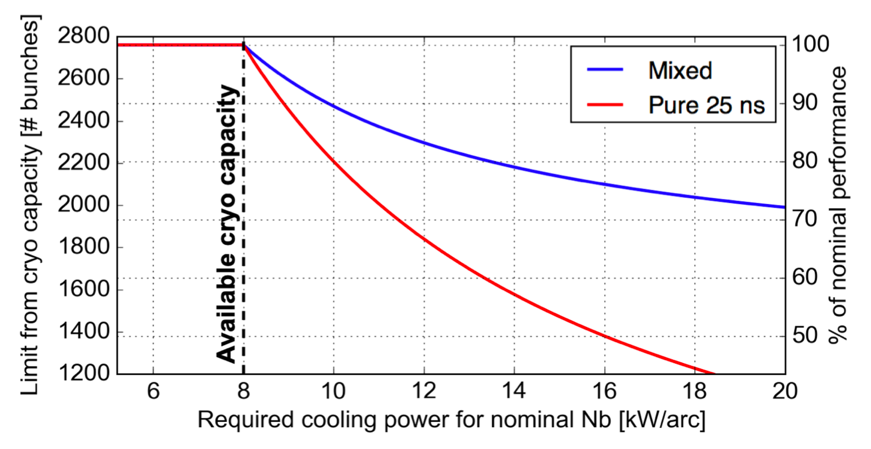 Limit from cryo capacity [# bunches]
2800
2600
2400
2200
2000
1800
1600
1400
1200
Available cryo capacity
Mixed
Pure 25 ns
100
90
80
70
60
50
% of nominal performance
6 8 10 12 14 16 18 20
Required cooling power for nominal Nb [kW/arc]